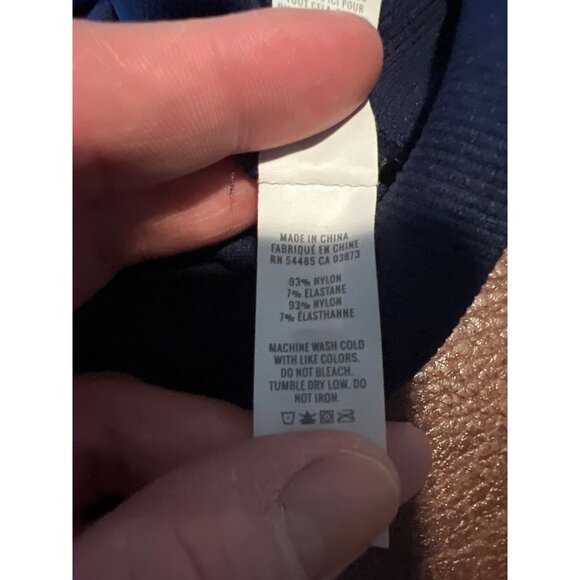 POUR
MADE IN CHINA
FABRIQUÉ EN CHINE
RN 54485 CA 03873
93% NYLON
7% ELASTANE
93% NYLON
7% ÉLASTHANNE
MACHINE WASH COLD
WITH LIKE COLORS.
DO NOT BLEACH.
TUMBLE DRY LOW. DO
NOT IRON.